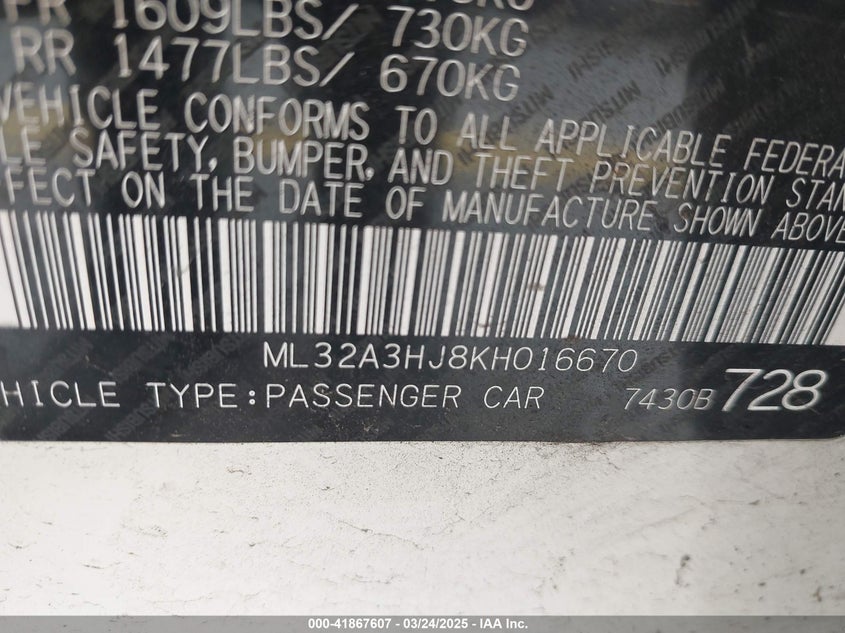 FR 1609LBS/ 730KG
RR 1477LBS/ 670KG
VEHICLE CONFORMS TO ALL APPLICABLE FEDERA
LE SAFETY, BUMPER, AND THEFT PREVENTION STAN
FFECT ON THE DATE OF MANUFACTURE SHOWN ABOVE
ML32A3HJ8KH016670
HICLE TYPE:PASSENGER CAR 7430B 728
000-41867607 / 03/24/2025 - IAA Inc.